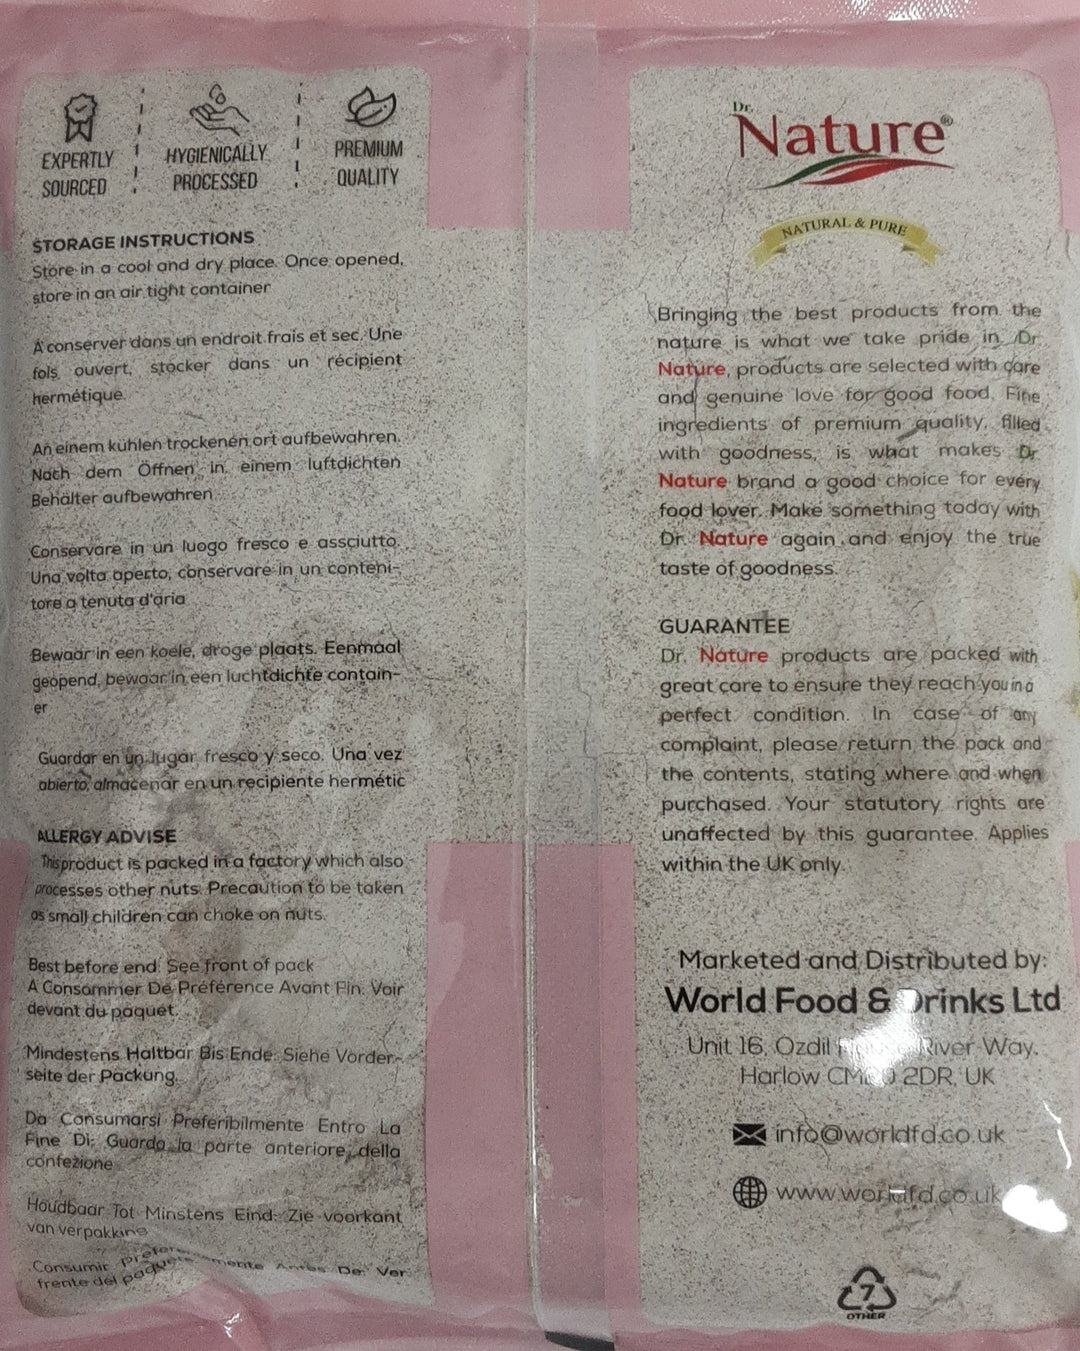 EXPERTLY
SOURCED
HYGIENICALLY
PROCESSED
PREMIUM
QUALITY
STORAGE INSTRUCTIONS
Store in a cool and dry place. Once opened,
store in an air tight container
A conserver dans un endroit frais et sec. Une
fols ouvert, stocker dans un récipient
hermétique.
An einem kühlen trockenen ort aufbewahren.
Nach dem Öffnen in einem luftdichten
Behälter aufbewahren
Conservare in un luogo fresco e assciutto.
Una volta aperto, conservare in un conteni-
tore a tenuta d'aria
Bewaar in een koele, droge plaats. Eenmaal
geopend, bewaar in een luchtdichte contain-
er
Guardar en un lugar fresco y seco. Una vez
abierto, almacenar en un recipiente hermétic
ALLERGY ADVISE
This product is packed in a factory which also
processes other nuts. Precaution to be taken
as small children can choke on nuts.
Best before end: See front of pack
A Consommer De Préférence Avant Fin: Voir
devant du paquet.
Mindestens Haltbar Bis Ende: Siehe Vorder-
seite der Packung.
Da Consumarsi Preferibilmente Entro La
Fine Di: Guarda la parte anteriore della
confezione
Houdbaar Tot Minstens Eind: Zie voorkant
van verpakking
Consumir Antes De: Ver
frente del paquete
Dr.
Nature®
NATURAL & PURE
Bringing the best products from the
nature is what we take pride in. Dr
Nature, products are selected with care
and genuine love for good food. Fine
ingredients of premium quality, filled
with goodness, is what makes Dr
Nature brand a good choice for every
food lover. Make something today with
Dr. Nature again and enjoy the true
taste of goodness.
GUARANTEE
Dr. Nature products are packed with
great care to ensure they reach you in a
perfect condition. In case of any
complaint, please return the pack and
the contents, stating where and when
purchased. Your statutory rights are
unaffected by this guarantee. Applies
within the UK only.
Marketed and Distributed by:
World Food & Drinks Ltd
Unit 16, Ozdil River Way,
Harlow 2DR, UK
info@worldfd.co.uk
www.worldfd.co.uk
7
OTHER